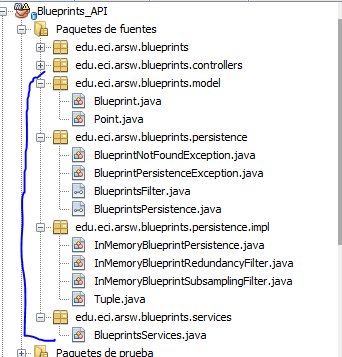 Blueprints_API
Paquetes de fuentes
edu.eci.arsw.blueprints
edu.eci.arsw.blueprints.controllers
edu.eci.arsw.blueprints.model
Blueprint.java
Point.java
edu.eci.arsw.blueprints.persistence
BlueprintNotFoundException.java
BlueprintPersistenceException.java
BlueprintsFilter.java
BlueprintsPersistence.java
edu.eci.arsw.blueprints.persistence.impl
InMemoryBlueprintPersistence.java
InMemoryBlueprintRedundancyFilter.java
InMemoryBlueprintSubsamplingFilter.java
Tuple.java
edu.eci.arsw.blueprints.services
BlueprintsServices.java
Paquetes de prueba